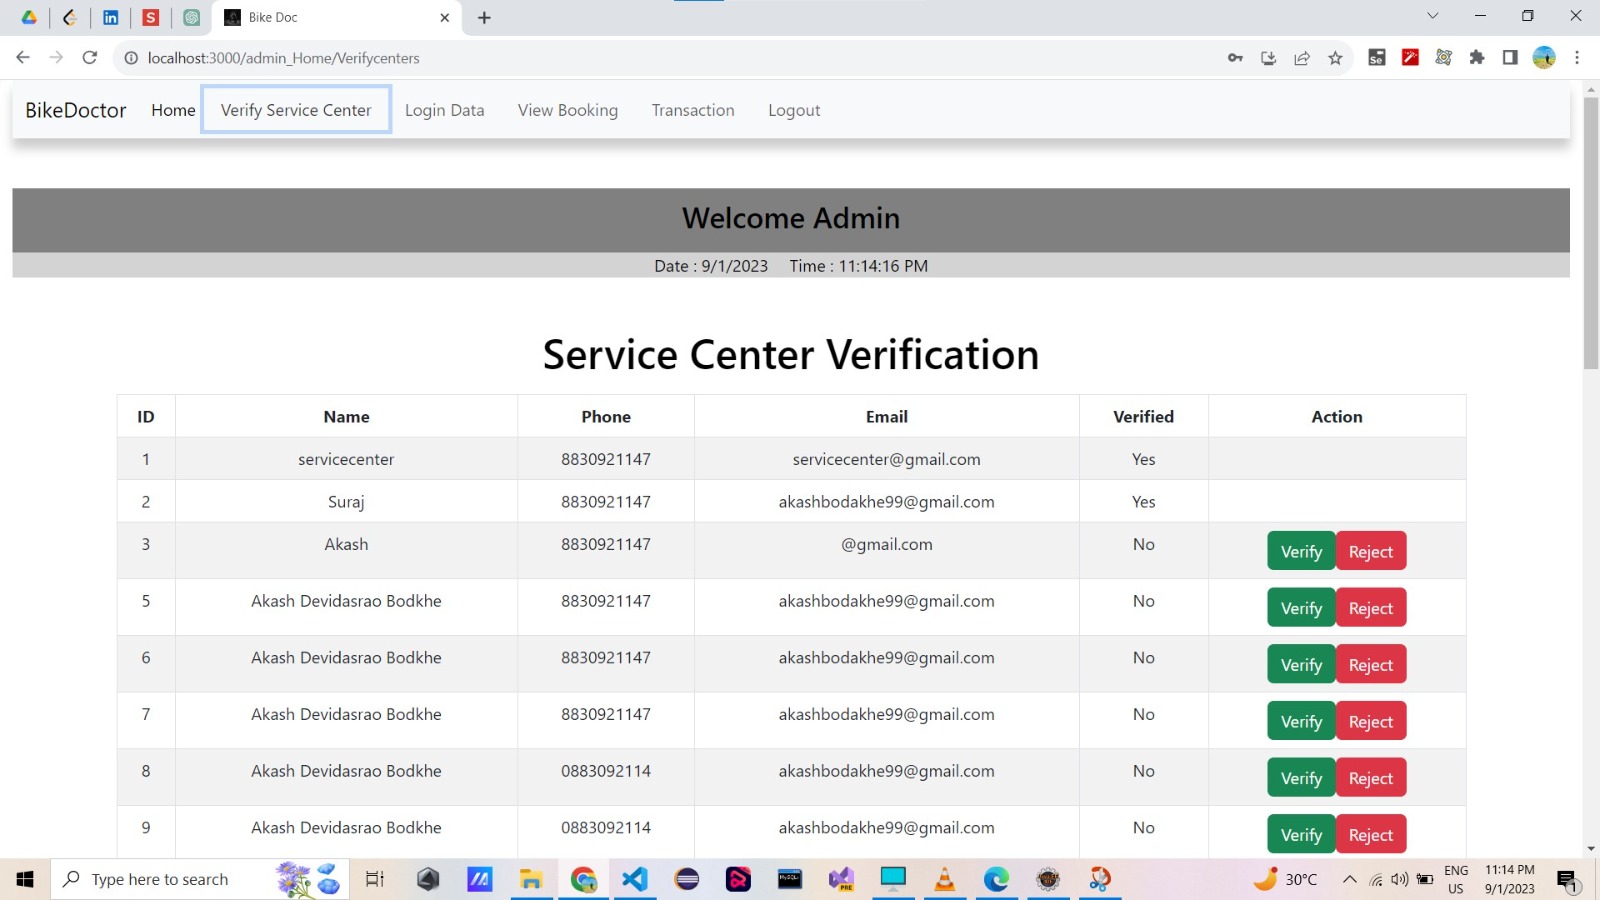 Bike Doc
localhost:3000/admin_Home/Verifycenters
BikeDoctor Home Verify Service Center Login Data View Booking Transaction Logout
Welcome Admin
Date : 9/1/2023 Time : 11:14:16 PM
Service Center Verification
ID Name Phone Email Verified Action
1 servicecenter 8830921147 servicecenter@gmail.com Yes
2 Suraj 8830921147 akashbodakhe99@gmail.com Yes
3 Akash 8830921147 @gmail.com No Verify Reject
5 Akash Devidasrao Bodkhe 8830921147 akashbodakhe99@gmail.com No Verify Reject
6 Akash Devidasrao Bodkhe 8830921147 akashbodakhe99@gmail.com No Verify Reject
7 Akash Devidasrao Bodkhe 8830921147 akashbodakhe99@gmail.com No Verify Reject
8 Akash Devidasrao Bodkhe 0883092114 akashbodakhe99@gmail.com No Verify Reject
9 Akash Devidasrao Bodkhe 0883092114 akashbodakhe99@gmail.com No Verify Reject
Type here to search 30°C ENG 11:14 PM
US 9/1/2023 1